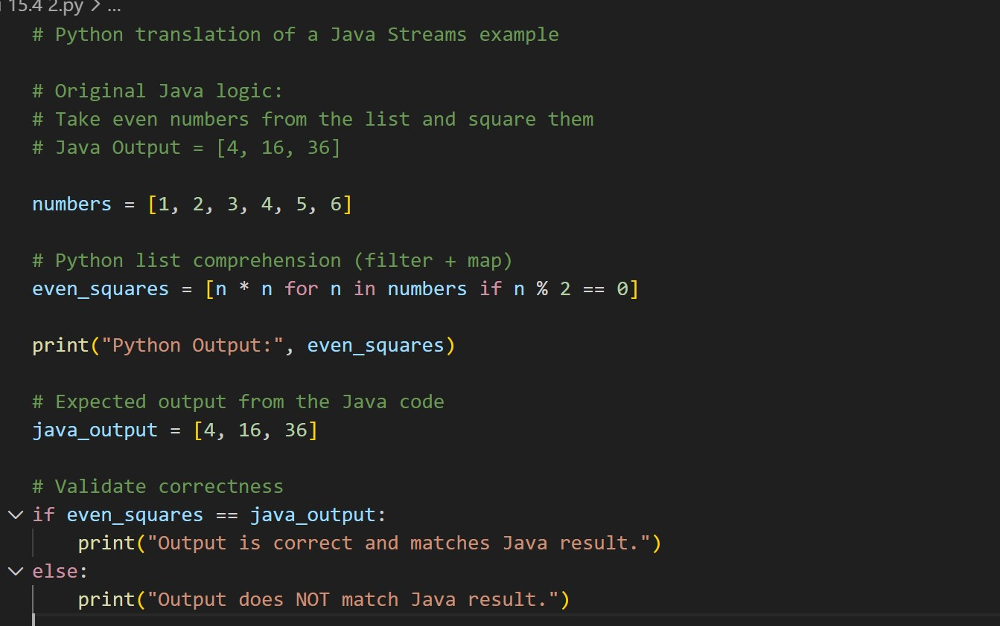 15.4 2.py > ...
# Python translation of a Java Streams example
# Original Java logic:
# Take even numbers from the list and square them
# Java Output = [4, 16, 36]
numbers = [1, 2, 3, 4, 5, 6]
# Python list comprehension (filter + map)
even_squares = [n * n for n in numbers if n % 2 == 0]
print("Python Output:", even_squares)
# Expected output from the Java code
java_output = [4, 16, 36]
# Validate correctness
if even_squares == java_output:
    print("Output is correct and matches Java result.")
else:
    print("Output does NOT match Java result.")